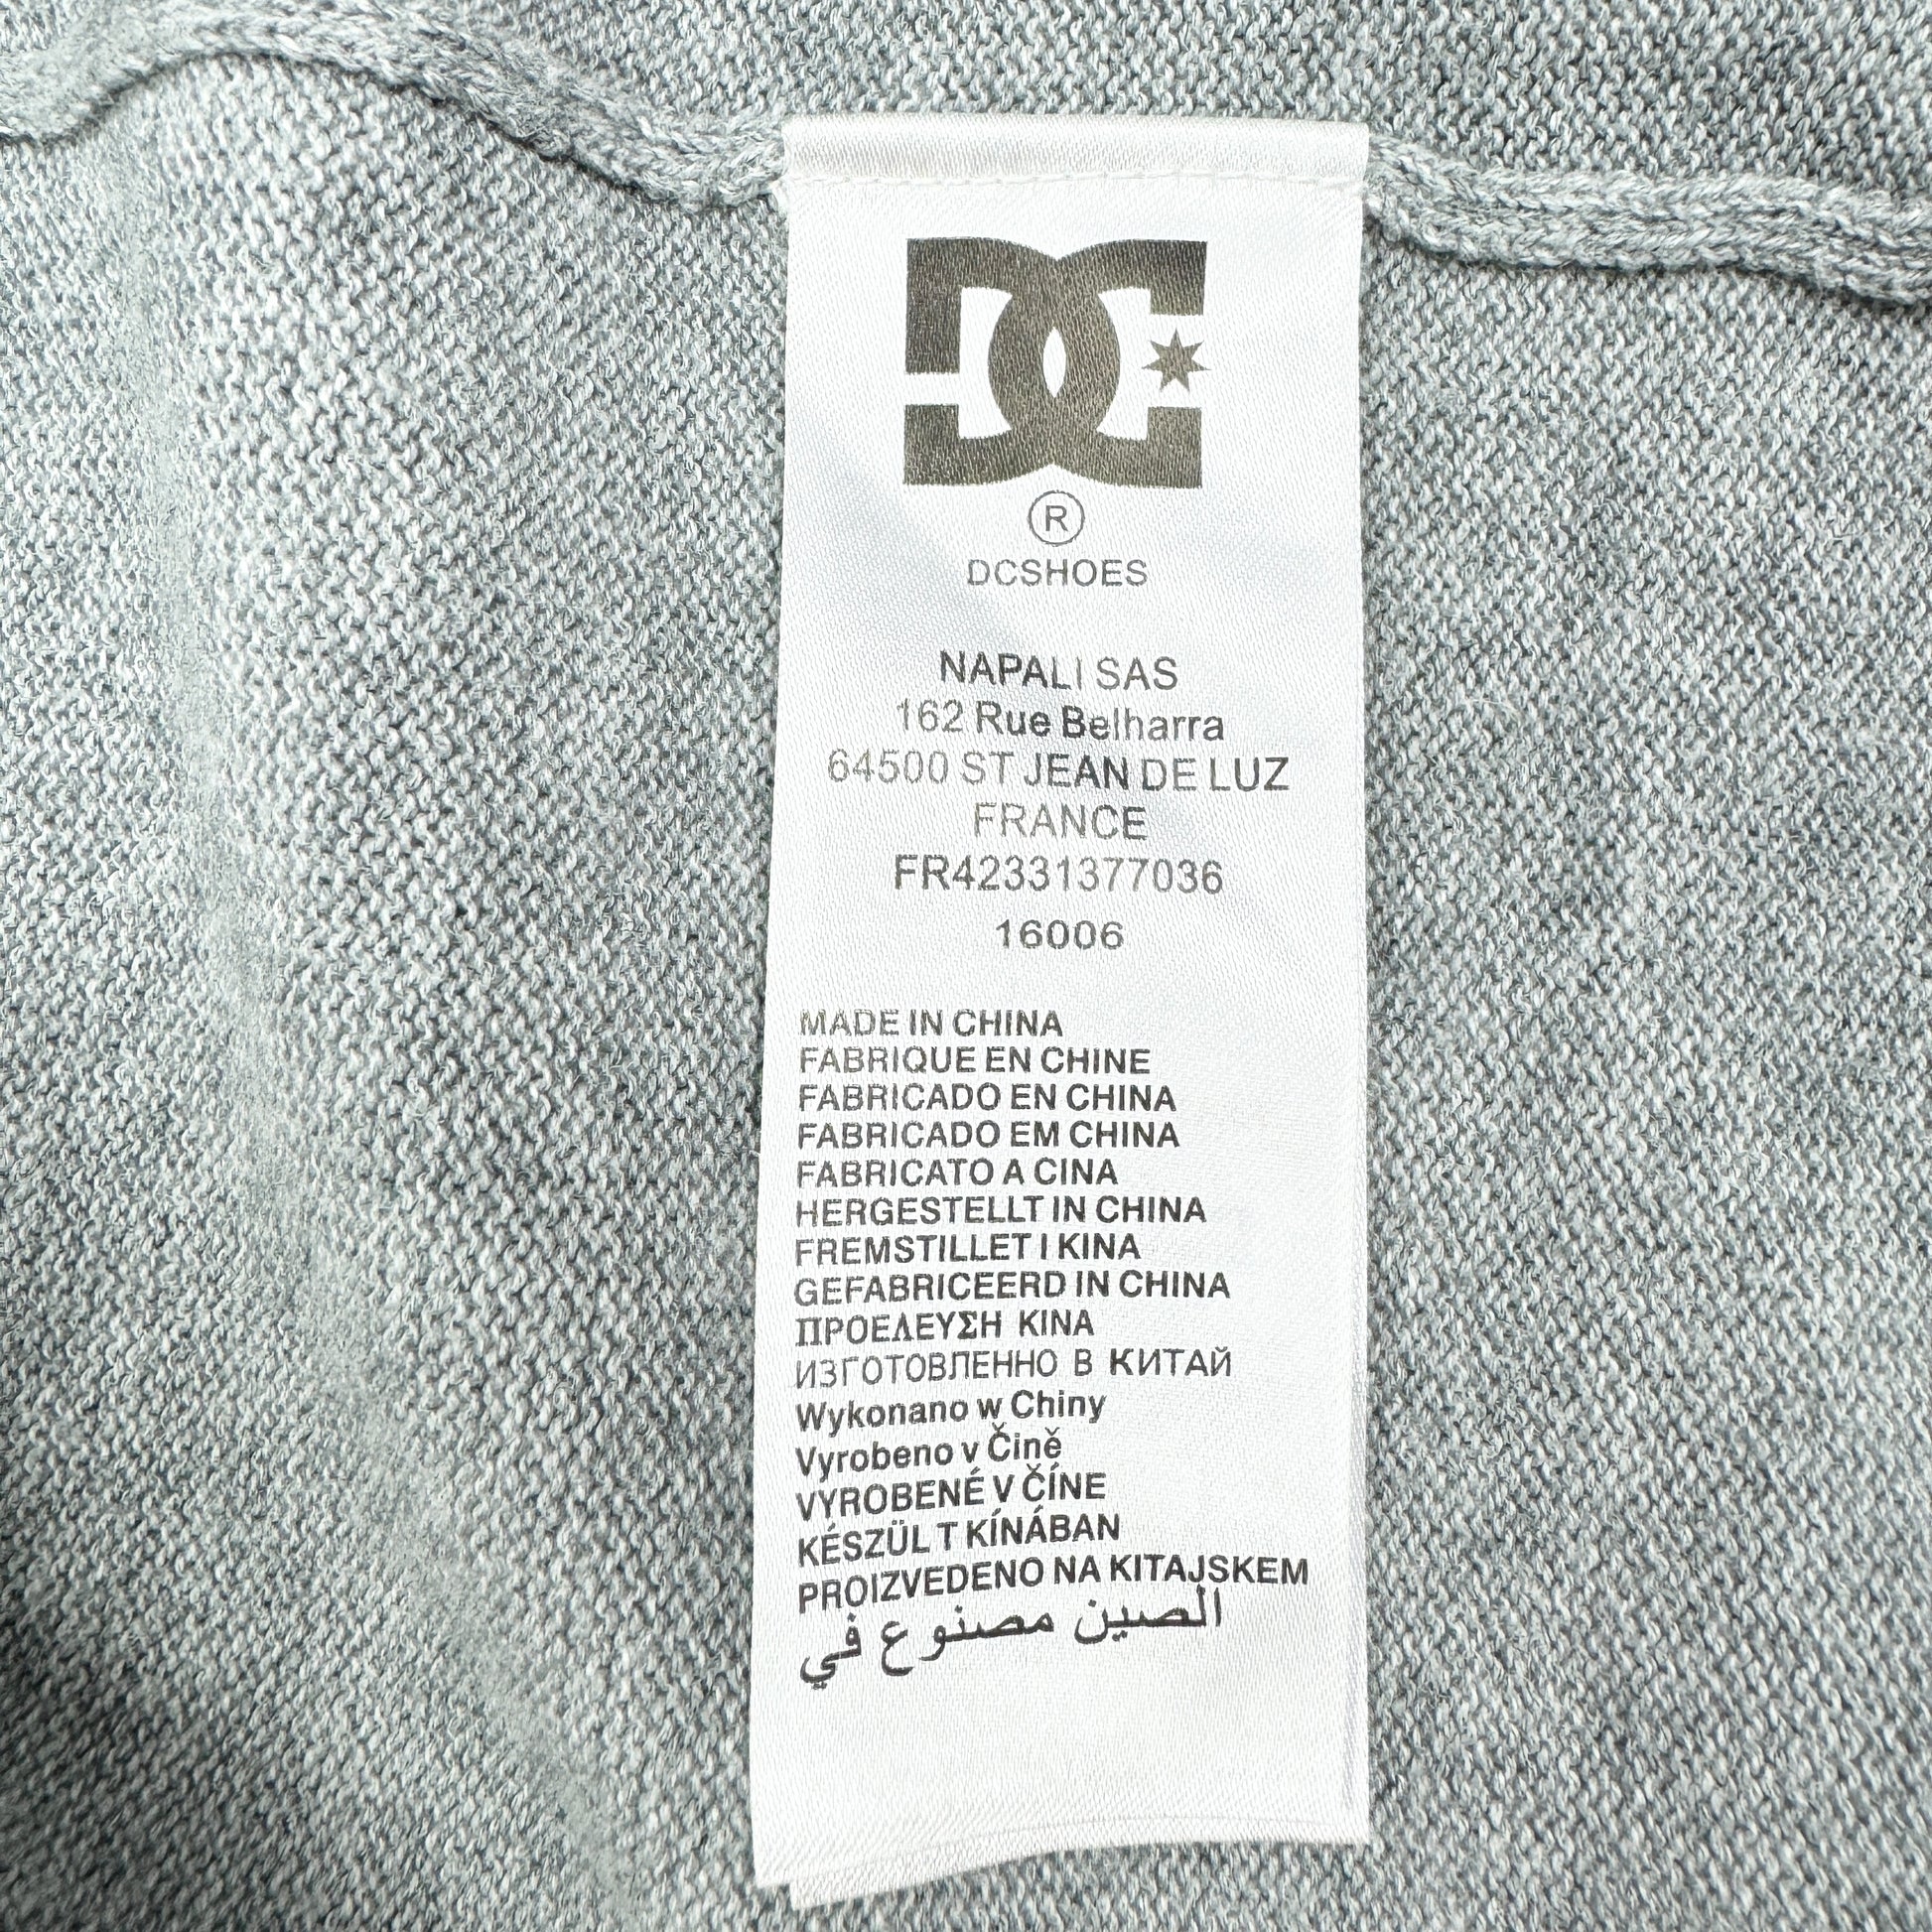 DC
®
DCSHOES
NAPALI SAS
162 Rue Belharra
64500 ST JEAN DE LUZ
FRANCE
FR42331377036
16006
MADE IN CHINA
FABRIQUE EN CHINE
FABRICADO EN CHINA
FABRICADO EM CHINA
FABRICATO A CINA
HERGESTELLT IN CHINA
FREMSTILLET I KINA
GEFABRICEERD IN CHINA
ΠΡΟΕΛΕΥΣΗ ΚΙΝΑ
ИЗГОТОВЛЕННО В КИТАЙ
Wykonano w Chiny
Vyrobeno v Čině
VYROBENÉ V ČÍNE
KÉSZÜL T KÍNÁBAN
PROIZVEDENO NA KITAJSKEM
الصين مصنوع في